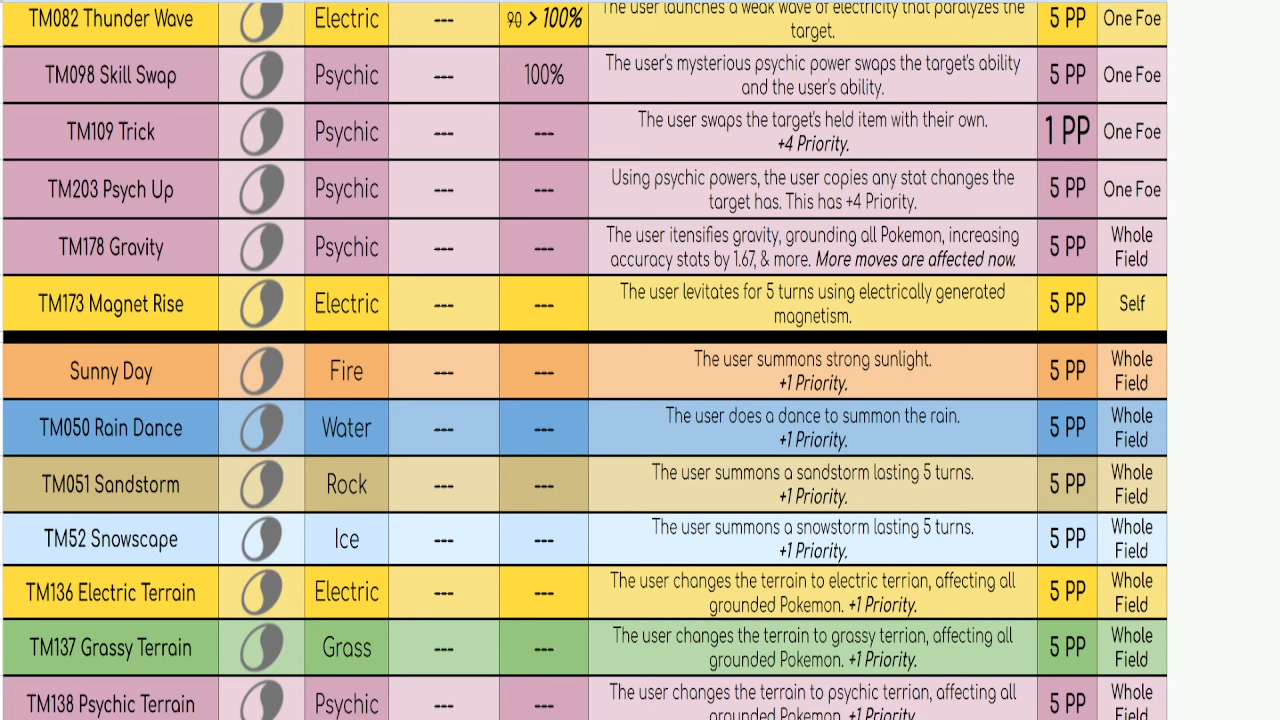 TM082 Thunder Wave Electric --- 90 > 100% The user launches a weak wave of electricity that paralyzes the target. 5 PP One Foe
TM098 Skill Swap Psychic --- 100% The user's mysterious psychic power swaps the target's ability and the user's ability. 5 PP One Foe
TM109 Trick Psychic --- --- The user swaps the target's held item with their own. +4 Priority. 1 PP One Foe
TM203 Psych Up Psychic --- --- Using psychic powers, the user copies any stat changes the target has. This has +4 Priority. 5 PP One Foe
TM178 Gravity Psychic --- --- The user itensifies gravity, grounding all Pokemon, increasing accuracy stats by 1.67, & more. More moves are affected now. 5 PP Whole Field
TM173 Magnet Rise Electric --- --- The user levitates for 5 turns using electrically generated magnetism. 5 PP Self
Sunny Day Fire --- --- The user summons strong sunlight. +1 Priority. 5 PP Whole Field
TM050 Rain Dance Water --- --- The user does a dance to summon the rain. +1 Priority. 5 PP Whole Field
TM051 Sandstorm Rock --- --- The user summons a sandstorm lasting 5 turns. +1 Priority. 5 PP Whole Field
TM52 Snowscape Ice --- --- The user summons a snowstorm lasting 5 turns. +1 Priority. 5 PP Whole Field
TM136 Electric Terrain Electric --- --- The user changes the terrain to electric terrian, affecting all grounded Pokemon. +1 Priority. 5 PP Whole Field
TM137 Grassy Terrain Grass --- --- The user changes the terrain to grassy terrian, affecting all grounded Pokemon. +1 Priority. 5 PP Whole Field
TM138 Psychic Terrain Psychic --- --- The user changes the terrain to psychic terrian, affecting all grounded Pokemon. +1 Priority. 5 PP Whole Field